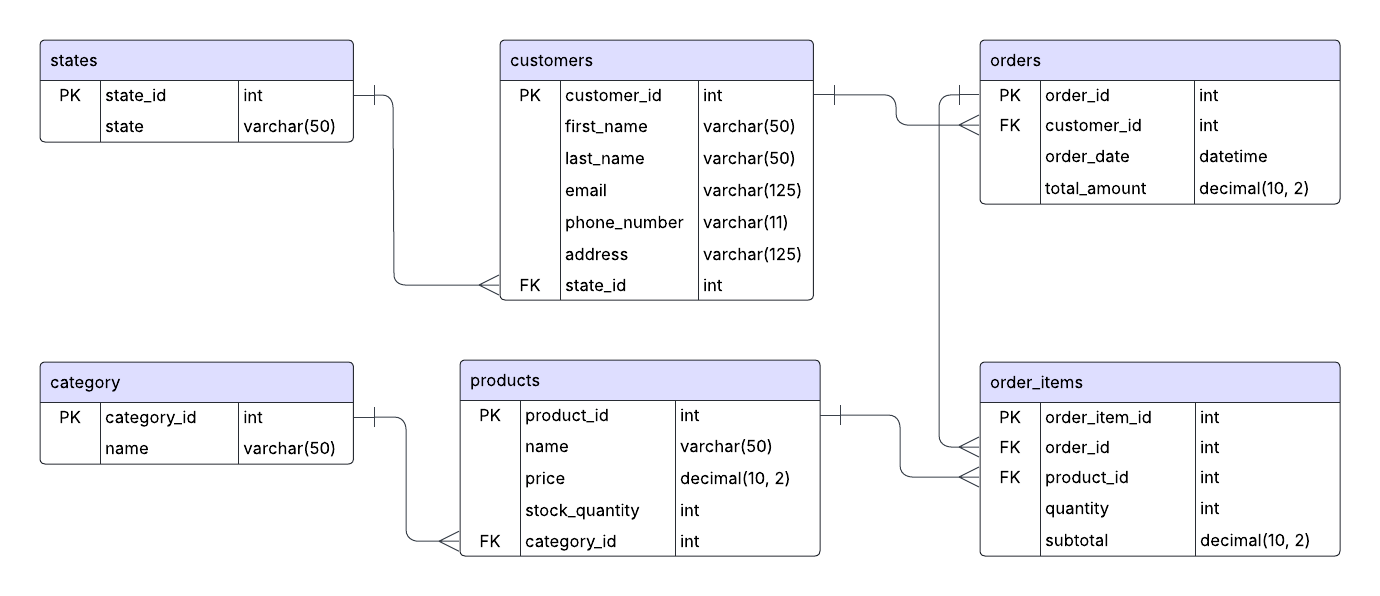 states
PK state_id int
state varchar(50)
customers
PK customer_id int
first_name varchar(50)
last_name varchar(50)
email varchar(125)
phone_number varchar(11)
address varchar(125)
FK state_id int
orders
PK order_id int
FK customer_id int
order_date datetime
total_amount decimal(10, 2)
category
PK category_id int
name varchar(50)
products
PK product_id int
name varchar(50)
price decimal(10, 2)
stock_quantity int
FK category_id int
order_items
PK order_item_id int
FK order_id int
FK product_id int
quantity int
subtotal decimal(10, 2)